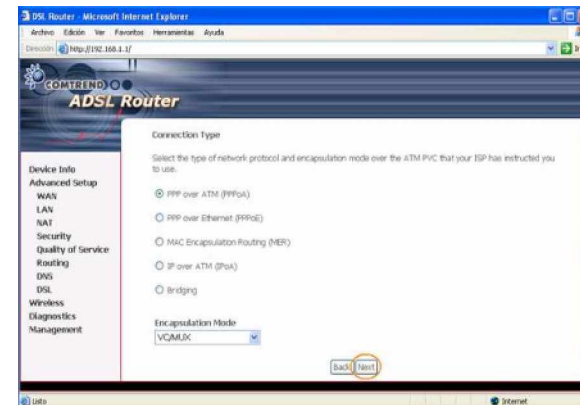 DSL Router - Microsoft Internet Explorer
Archivo Edición Ver Favoritos Herramientas Ayuda
Dirección http://192.168.1.1/
COMTREND
ADSL Router
Device Info
Advanced Setup
WAN
LAN
NAT
Security
Quality of Service
Routing
DNS
DSL
Wireless
Diagnostics
Management
Connection Type
Select the type of network protocol and encapsulation mode over the ATM PVC that your ISP has instructed you
to use.
PPP over ATM (PPPoA)
PPP over Ethernet (PPPoE)
MAC Encapsulation Routing (MER)
IP over ATM (IPoA)
Bridging
Encapsulation Mode
VC/MUX
Back Next
Listo Internet